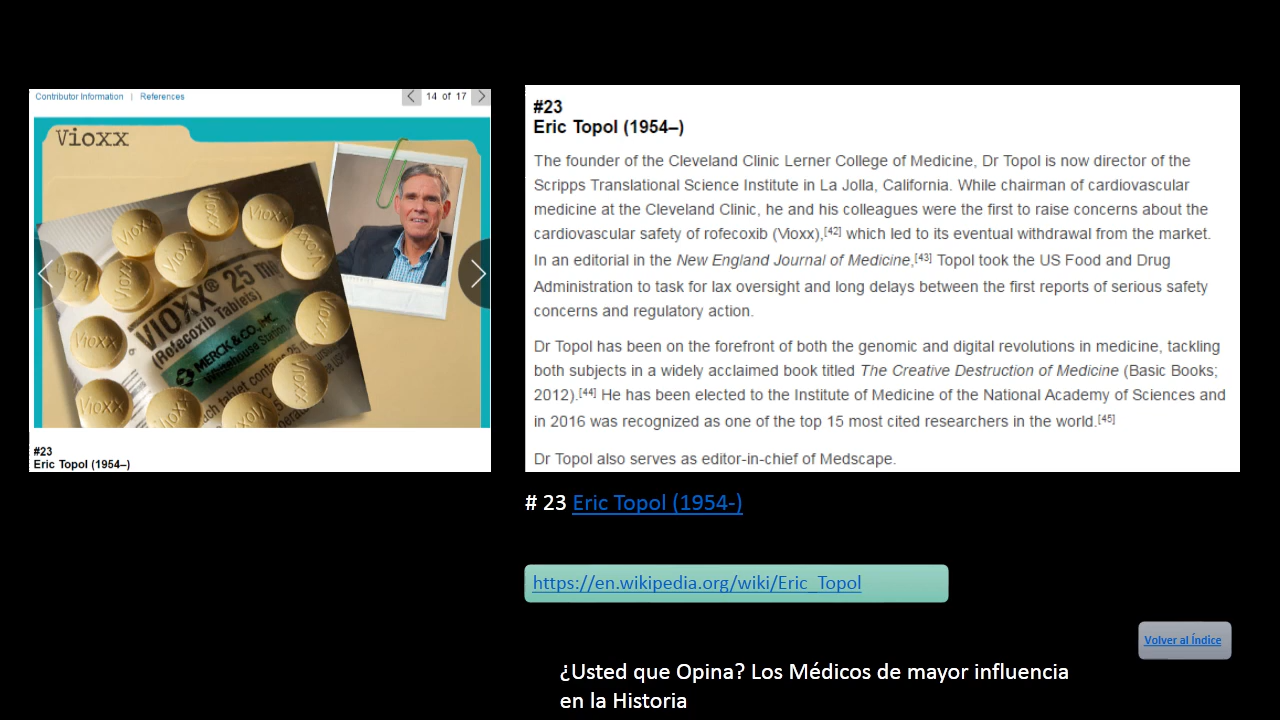 Contributor Information | References
14 of 17
Vioxx
VIOXX® 25 mg
(Rofecoxib Tablets)
MERCK & CO., INC.
Whitehouse Station
#23
Eric Topol (1954–)
#23
Eric Topol (1954–)
The founder of the Cleveland Clinic Lerner College of Medicine, Dr Topol is now director of the
Scripps Translational Science Institute in La Jolla, California. While chairman of cardiovascular
medicine at the Cleveland Clinic, he and his colleagues were the first to raise concerns about the
cardiovascular safety of rofecoxib (Vioxx),[42] which led to its eventual withdrawal from the market.
In an editorial in the New England Journal of Medicine,[43] Topol took the US Food and Drug
Administration to task for lax oversight and long delays between the first reports of serious safety
concerns and regulatory action.
Dr Topol has been on the forefront of both the genomic and digital revolutions in medicine, tackling
both subjects in a widely acclaimed book titled The Creative Destruction of Medicine (Basic Books;
2012).[44] He has been elected to the Institute of Medicine of the National Academy of Sciences and
in 2016 was recognized as one of the top 15 most cited researchers in the world.[45]
Dr Topol also serves as editor-in-chief of Medscape.
# 23 Eric Topol (1954-)
https://en.wikipedia.org/wiki/Eric_Topol
Volver al Índice
¿Usted que Opina? Los Médicos de mayor influencia
en la Historia